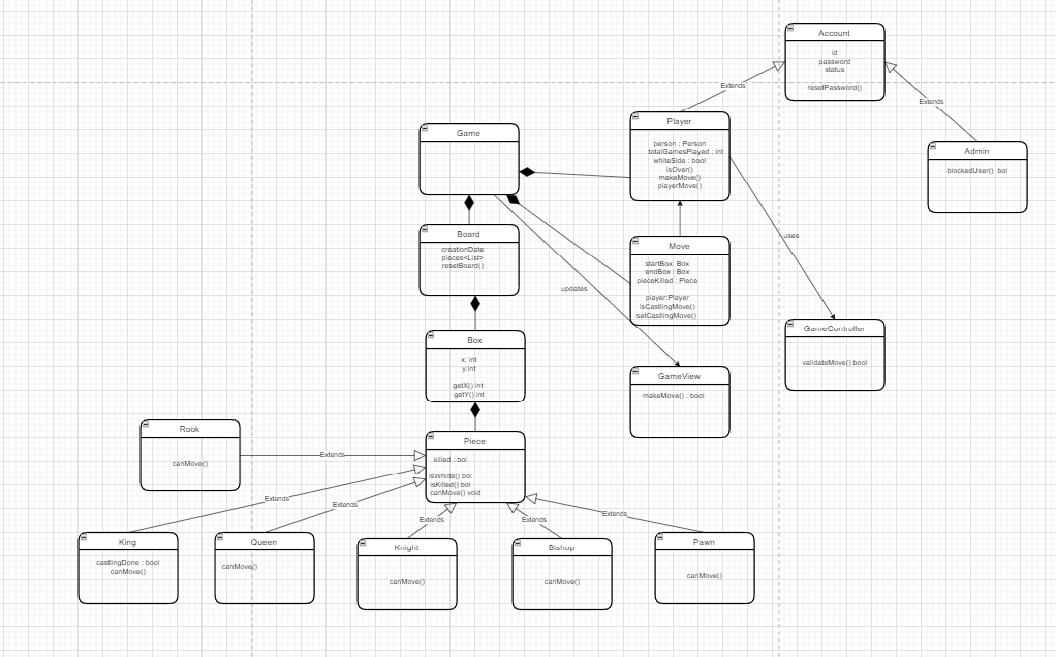 Account
id
password
status
resetPassword()
Extends
Extends
Player
person : Person
totalGamesPlayed : int
whiteSide : bool
isOver()
makeMove()
playerMove()
Admin
blockedUser() bol
Game
Board
creationDate
pieces<List>
resetBoard()
Move
startBox Box
endBox : Box
pieceKilled : Piece
player:Player
isCastlingMove()
setCastlingMove()
uses
updates
GameController
validateMove():bool
GameView
makeMove() : bool
Box
x: int
y:int
getX() int
getY() int
Piece
killed : bol
isWhite() bol
isKilled() bol
canMove() void
Rook
canMove()
Extends
Extends
Extends
Extends
Extends
Extends
King
castlingDone : bool
canMove()
Queen
canMove()
Knight
canMove()
Bishop
canMove()
Pawn
canMove()